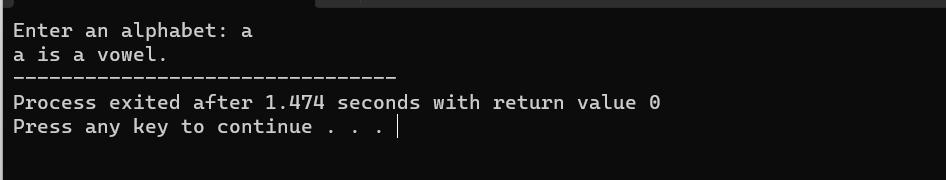 Enter an alphabet: a
a is a vowel.
--------------------------------
Process exited after 1.474 seconds with return value 0
Press any key to continue . . .